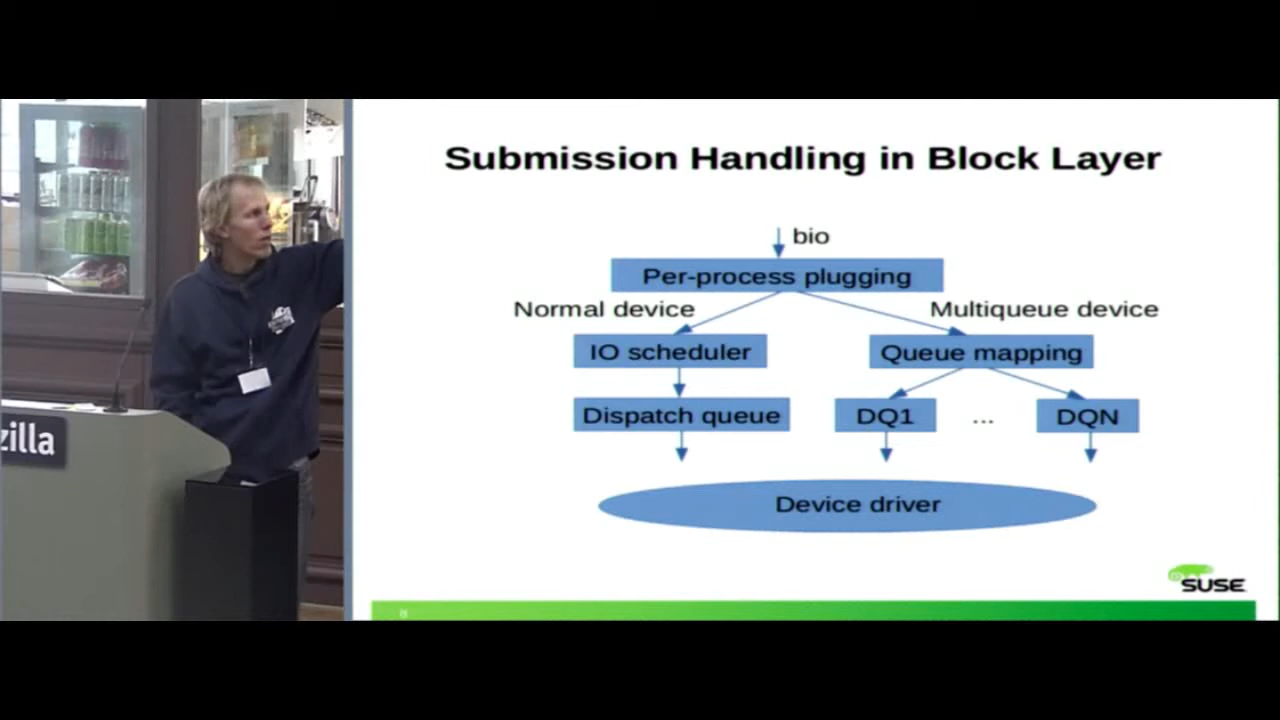 Submission Handling in Block Layer
bio
Per-process plugging
Normal device
Multiqueue device
IO scheduler
Queue mapping
Dispatch queue
DQ1
...
DQN
Device driver
SUSE
8
zilla